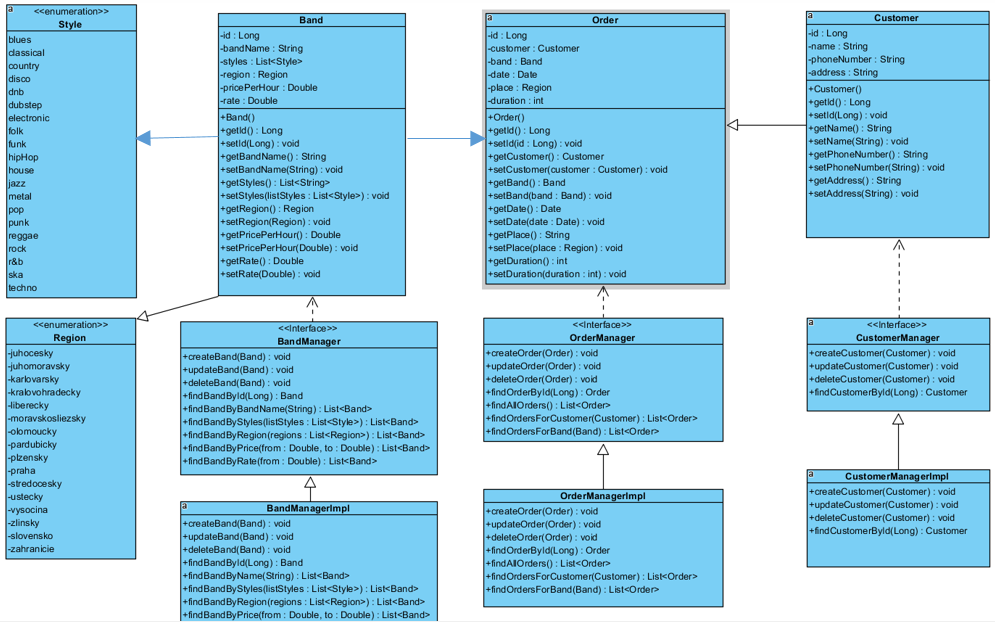 a
<<enumeration>>
Style
blues
classical
country
disco
dnb
dubstep
electronic
folk
funk
hipHop
house
jazz
metal
pop
punk
reggae
rock
r&b
ska
techno
Band
-id : Long
-bandName : String
-styles : List<Style>
-region : Region
-pricePerHour : Double
-rate : Double
+Band()
+getId() : Long
+setId(Long) : void
+getBandName() : String
+setBandName(String) : void
+getStyles() : List<String>
+setStyles(listStyles : List<Style>) : void
+getRegion() : Region
+setRegion(Region) : void
+getPricePerHour() : Double
+setPricePerHour(Double) : void
+getRate() : Double
+setRate(Double) : void
a
Order
-id : Long
-customer : Customer
-band : Band
-date : Date
-place : Region
-duration : int
+Order()
+getId() : Long
+setId(id : Long) : void
+getCustomer() : Customer
+setCustomer(customer : Customer) : void
+getBand() : Band
+setBand(band : Band) : void
+getDate() : Date
+setDate(date : Date) : void
+getPlace() : String
+setPlace(place : Region) : void
+getDuration() : int
+setDuration(duration : int) : void
a
Customer
-id : Long
-name : String
-phoneNumber : String
-address : String
+Customer()
+getId() : Long
+setId(Long) : void
+getName() : String
+setName(String) : void
+getPhoneNumber() : String
+setPhoneNumber(String) : void
+getAddress() : String
+setAddress(String) : void
<<enumeration>>
Region
-juhocesky
-juhomoravsky
-karlovarsky
-kralovohradecky
-liberecky
-moravskosliezsky
-olomoucky
-pardubicky
-plzensky
-praha
-stredocesky
-ustecky
-vysocina
-zlinsky
-slovensko
-zahranicie
<<Interface>>
BandManager
+createBand(Band) : void
+updateBand(Band) : void
+deleteBand(Band) : void
+findBandById(Long) : Band
+findBandByBandName(String) : List<Band>
+findBandByStyles(listStyles : List<Style>) : List<Band>
+findBandByRegion(regions : List<Region>) : List<Band>
+findBandByPrice(from : Double, to : Double) : List<Band>
+findBandByRate(from : Double) : List<Band>
a
BandManagerImpl
+createBand(Band) : void
+updateBand(Band) : void
+deleteBand(Band) : void
+findBandById(Long) : Band
+findBandByName(String) : List<Band>
+findBandByStyles(listStyles : List<Style>) : List<Band>
+findBandByRegion(regions : List<Region>) : List<Band>
+findBandByPrice(from : Double, to : Double) : List<Band>
<<Interface>>
OrderManager
+createOrder(Order) : void
+updateOrder(Order) : void
+deleteOrder(Order) : void
+findOrderById(Long) : Order
+findAllOrders() : List<Order>
+findOrdersForCustomer(Customer) : List<Order>
+findOrdersForBand(Band) : List<Order>
OrderManagerImpl
+createOrder(Order) : void
+updateOrder(Order) : void
+deleteOrder(Order) : void
+findOrderById(Long) : Order
+findAllOrders() : List<Order>
+findOrdersForCustomer(Customer) : List<Order>
+findOrdersForBand(Band) : List<Order>
a
<<Interface>>
CustomerManager
+createCustomer(Customer) : void
+updateCustomer(Customer) : void
+deleteCustomer(Customer) : void
+findCustomerById(Long) : Customer
a
CustomerManagerImpl
+createCustomer(Customer) : void
+updateCustomer(Customer) : void
+deleteCustomer(Customer) : void
+findCustomerById(Long) : Customer